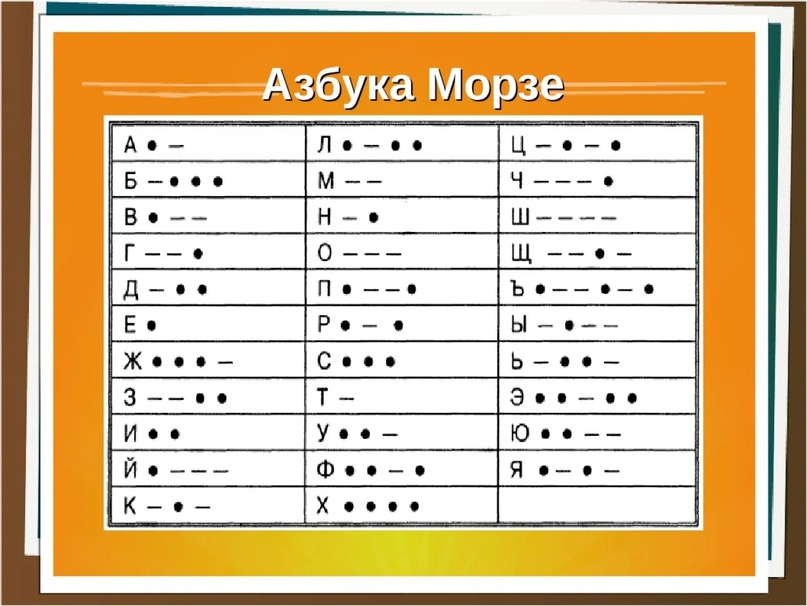 Азбука Морзе
А • – Л • – • • Ц – • – •
Б – • • • М – – Ч – – – •
В • – – Н – • Ш – – – –
Г – – • О – – – Щ – – • –
Д – • • П • – – • Ъ • – – • – •
Е • Р • – • Ы – • – –
Ж • • • – С • • • Ь – • • –
З – – • • Т – Э • • – • •
И • • У • • – Ю • • – –
Й • – – – Ф • • – • Я • – • –
К – • – Х • • • •